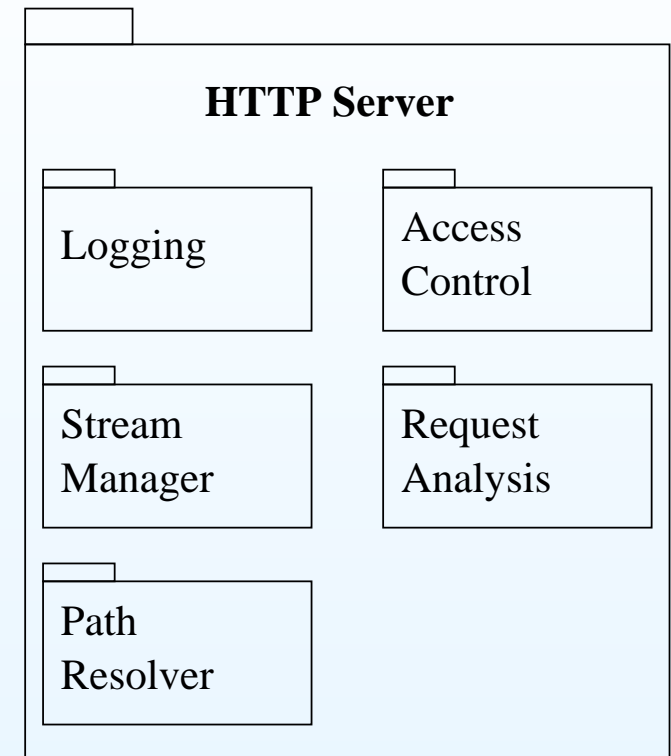 HTTP Server
Logging
Access
Control
Stream
Manager
Request
Analysis
Path
Resolver